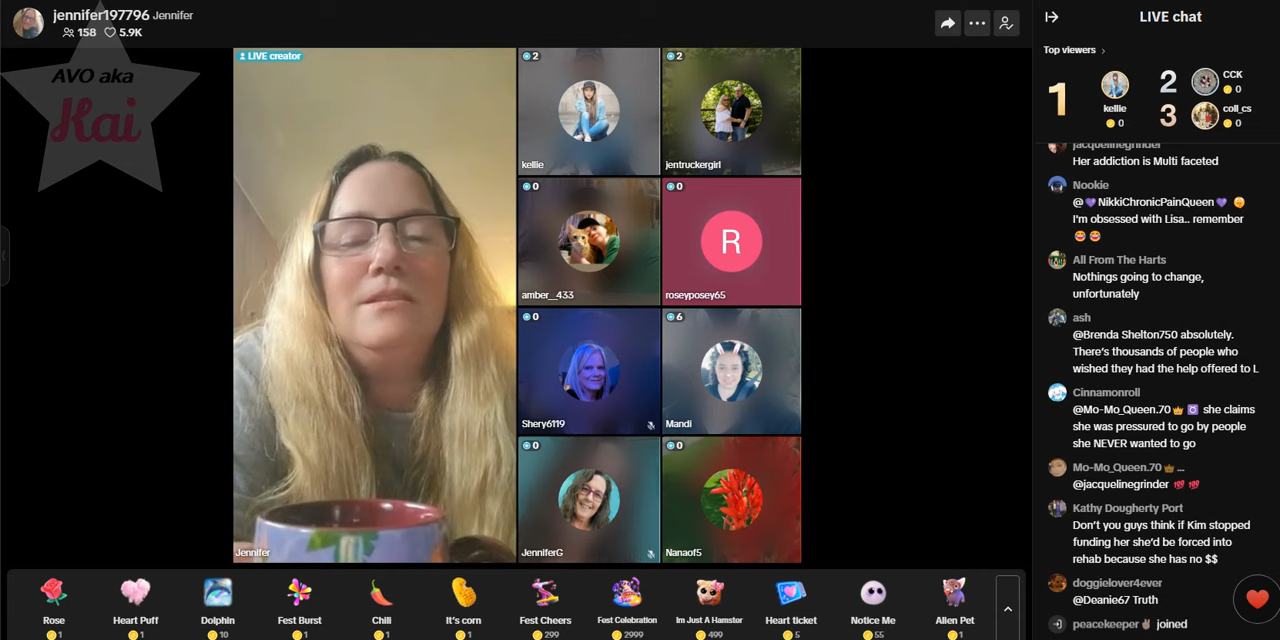 jennifer197796 Jennifer
158 5.9K
AVO aka
Kai
LIVE creator
2
kellie
2
jentruckergirl
0
amber__433
0
roseyposey65
0
Shery6119
6
Mandi
0
JenniferG
0
Nanaof5
Jennifer
Rose
1
Heart Puff
1
Dolphin
10
Fest Burst
1
Chili
1
It's corn
1
Fest Cheers
299
Fest Celebration
2999
Im Just A Hamster
499
Heart ticket
5
Notice Me
55
Alien Pet
1
LIVE chat
Top viewers
1
kellie
0
2
CCK
0
3
coll_cs
0
jacquelinegrinder
Her addiction is Multi faceted
Nookie
@💜NikkiChronicPainQueen💜
I'm obsessed with Lisa.. remember
All From The Harts
Nothings going to change,
unfortunately
ash
@Brenda Shelton750 absolutely.
There's thousands of people who
wished they had the help offered to L
Cinnamonroll
@Mo-Mo_Queen.70👑 she claims
she was pressured to go by people
she NEVER wanted to go
Mo-Mo_Queen.70👑 ...
@jacquelinegrinder 💯 💯
Kathy Dougherty Port
Don't you guys think if Kim stopped
funding her she'd be forced into
rehab because she has no $$
doggielover4ever
@Deanie67 Truth
peacekeeper✌🏼 joined
R